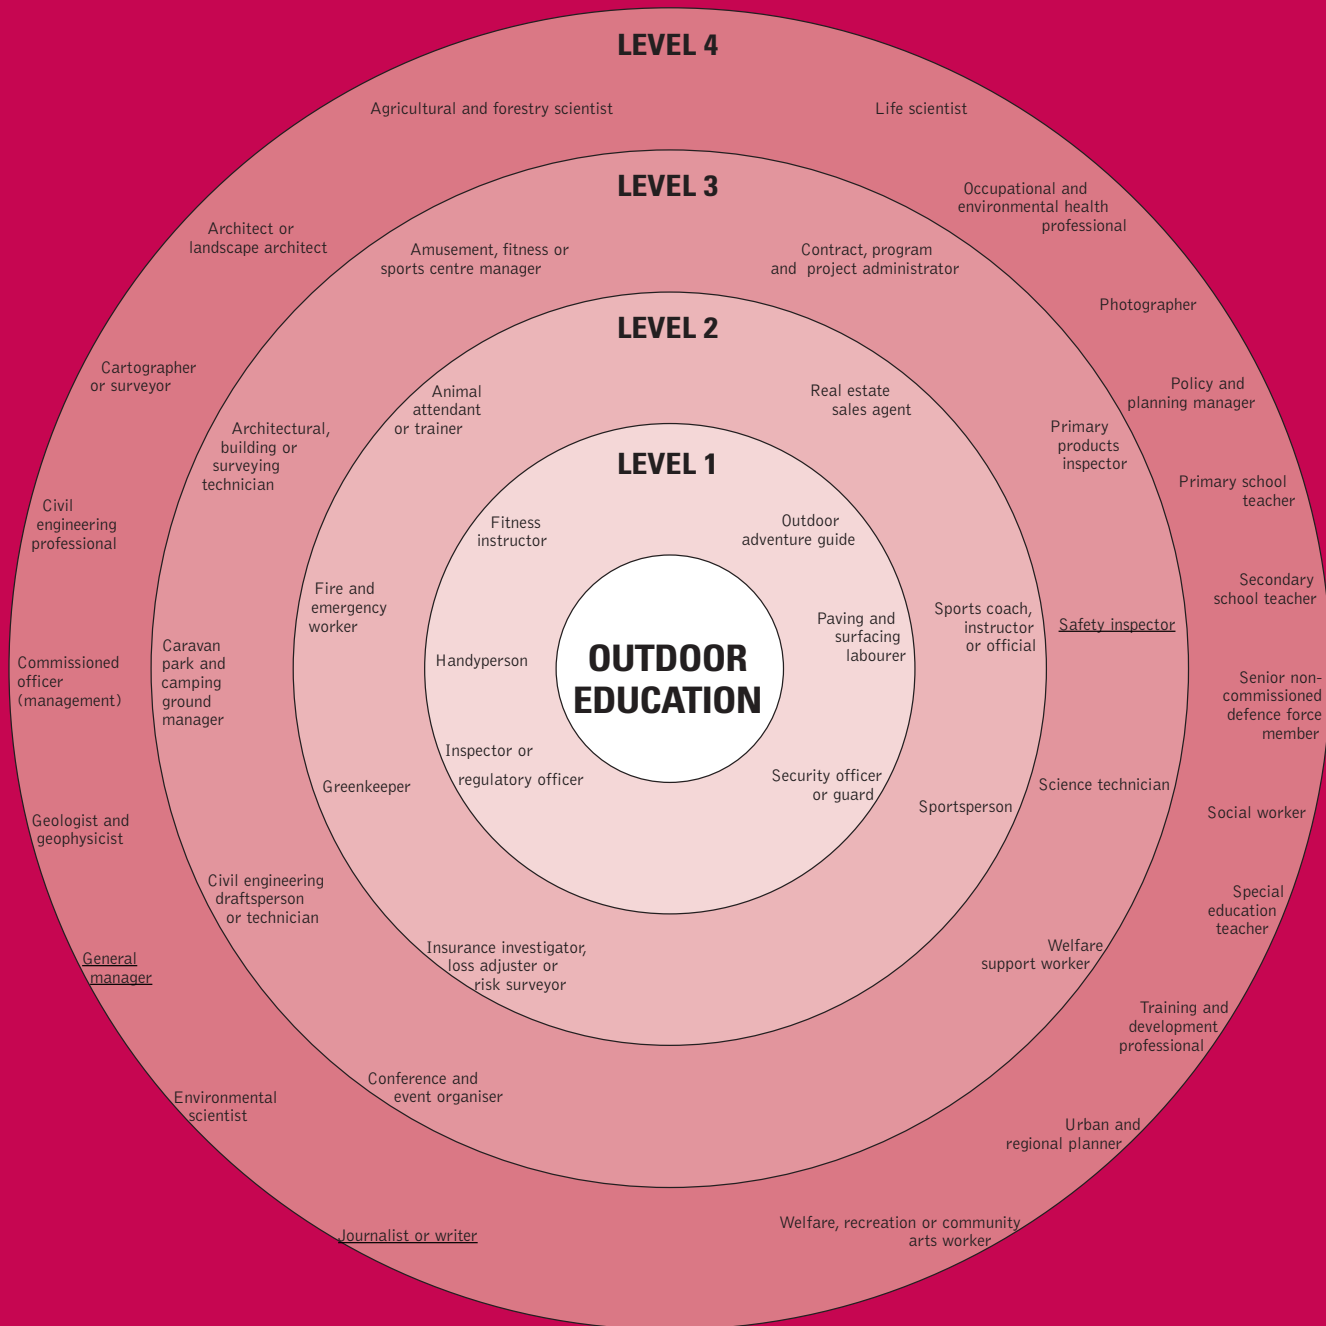 LEVEL 4
Agricultural and forestry scientist
Life scientist
Architect or
landscape architect
Occupational and
environmental health
professional
Cartographer
or surveyor
Photographer
Civil
engineering
professional
Policy and
planning manager
Commissioned
officer
(management)
Primary school
teacher
Geologist and
geophysicist
Secondary
school teacher
General
manager
Senior non-
commissioned
defence force
member
Environmental
scientist
Social worker
Journalist or writer
Special
education
teacher
Training and
development
professional
Urban and
regional planner
Welfare, recreation or community
arts worker
LEVEL 3
Amusement, fitness or
sports centre manager
Contract, program
and project administrator
Architectural,
building or
surveying
technician
Primary
products
inspector
Caravan
park and
camping
ground
manager
Safety inspector
Civil engineering
draftsperson
or technician
Science technician
Conference and
event organiser
Welfare
support worker
LEVEL 2
Animal
attendant
or trainer
Real estate
sales agent
Fire and
emergency
worker
Sports coach,
instructor
or official
Greenkeeper
Sportsperson
Insurance investigator,
loss adjuster or
risk surveyor
LEVEL 1
Fitness
instructor
Outdoor
adventure guide
Handyperson
Paving and
surfacing
labourer
Inspector or
regulatory officer
Security officer
or guard
OUTDOOR
EDUCATION